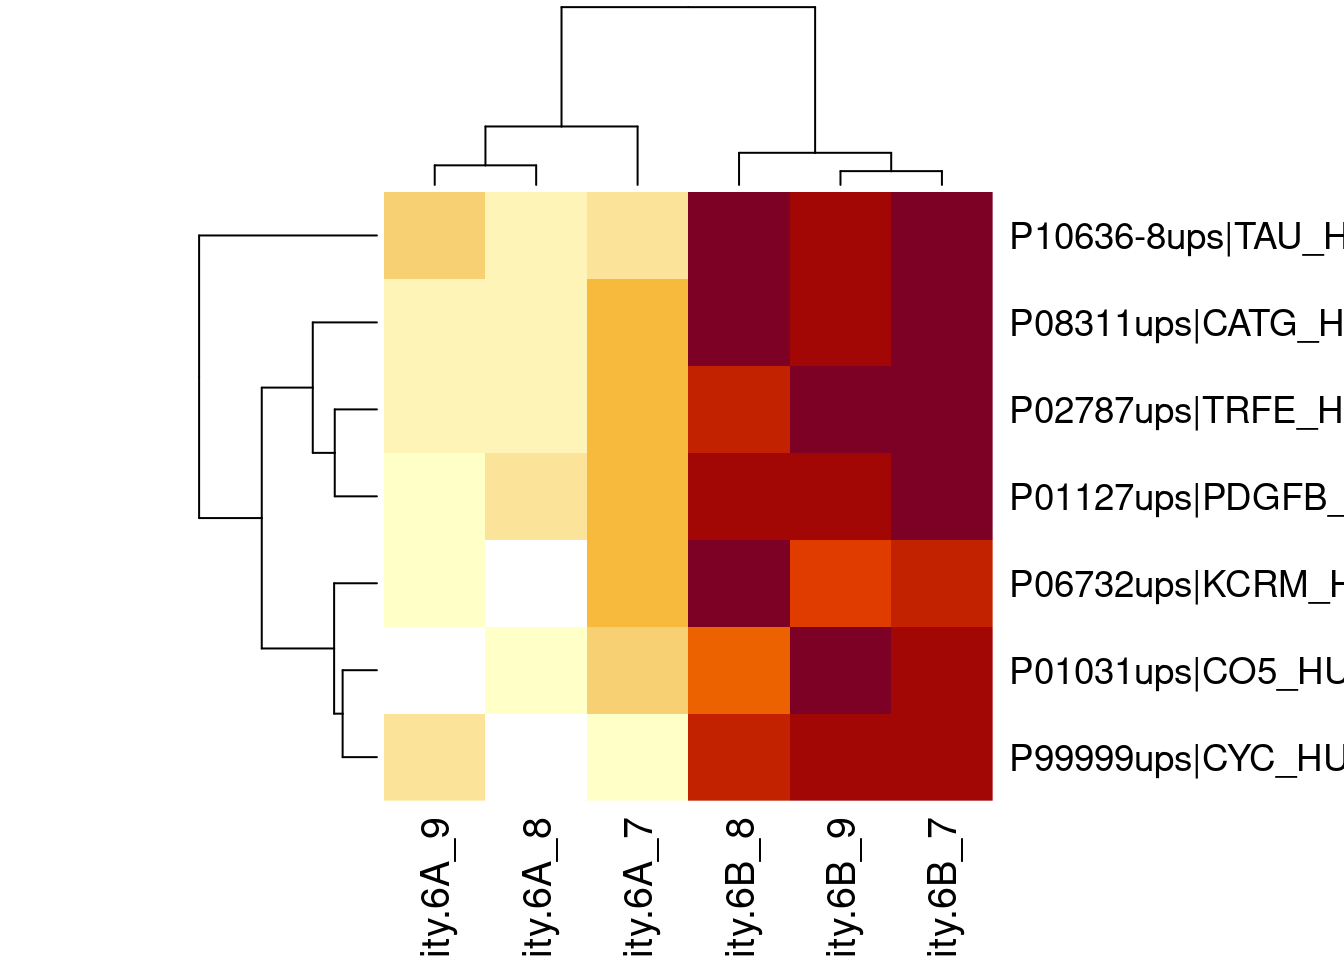 P10636-8ups|TAU_H
P08311ups|CATG_H
P02787ups|TRFE_H
P01127ups|PDGFB_
P06732ups|KCRM_H
P01031ups|CO5_HU
P99999ups|CYC_HU
ity.6A_9
ity.6A_8
ity.6A_7
ity.6B_8
ity.6B_9
ity.6B_7